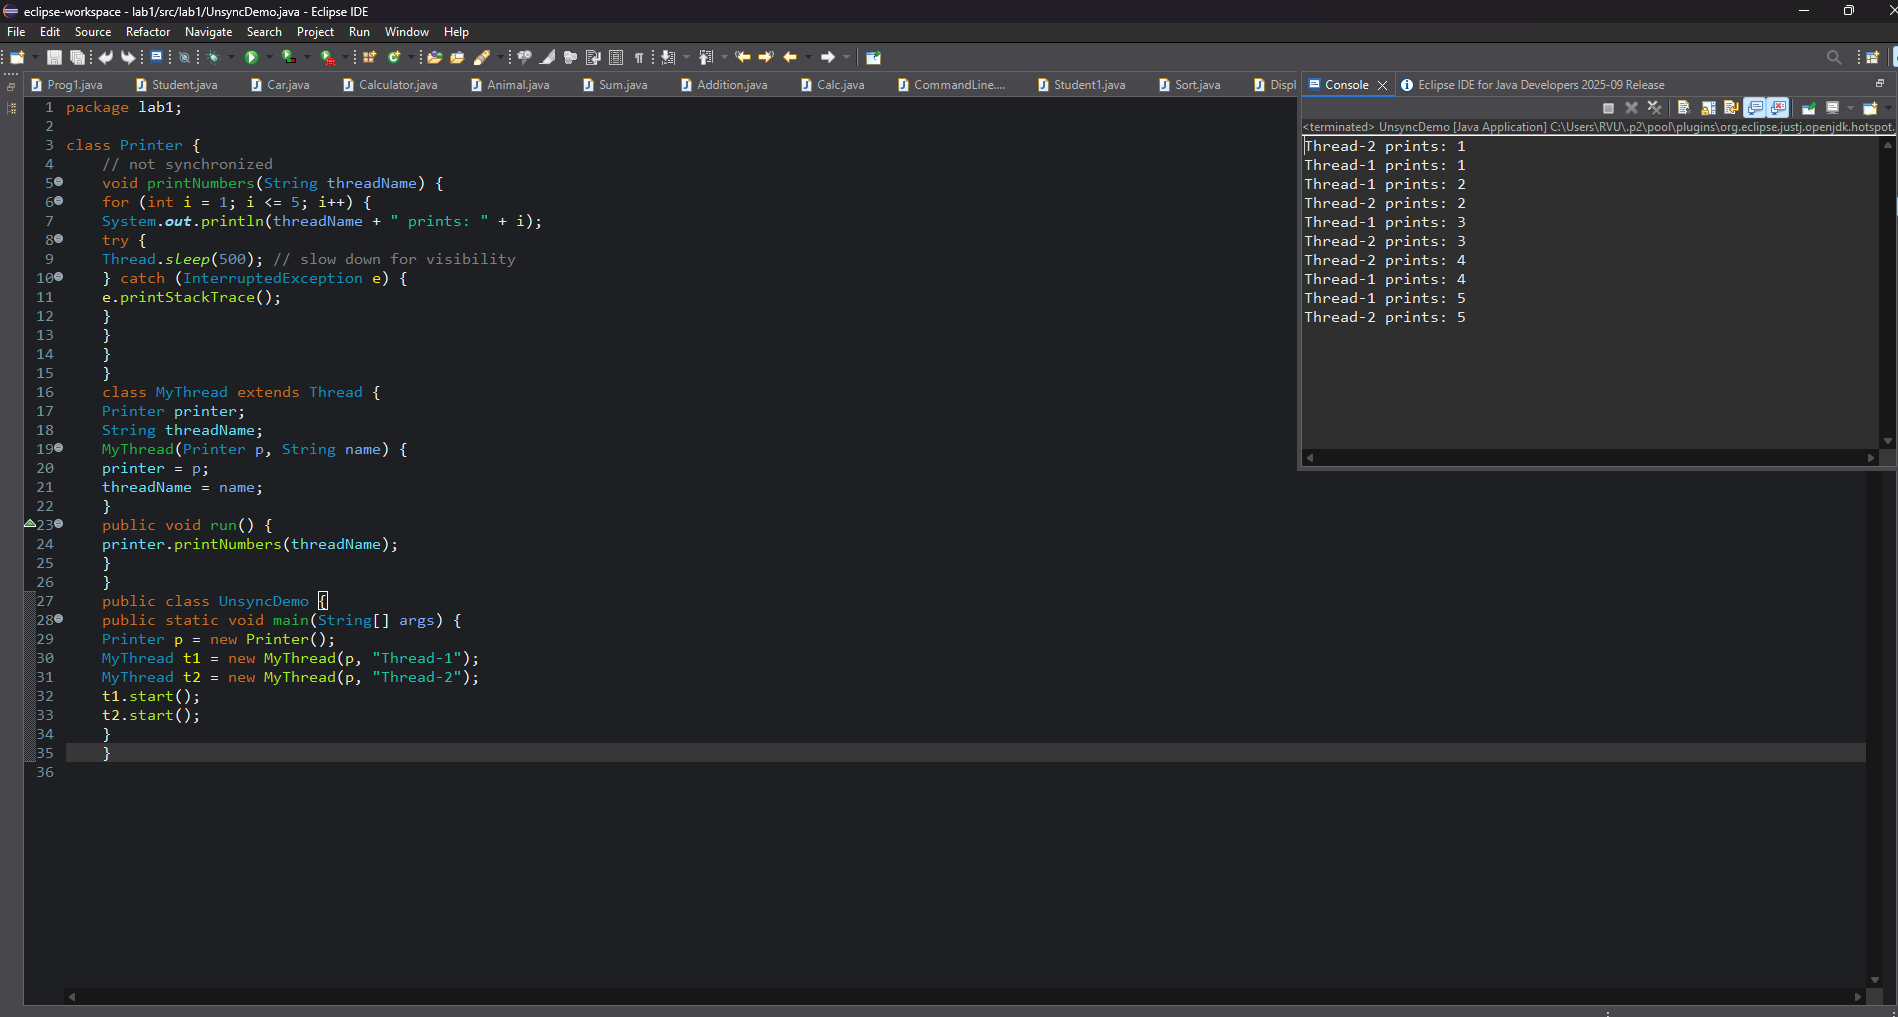 eclipse-workspace - lab1/src/lab1/UnsyncDemo.java - Eclipse IDE
File Edit Source Refactor Navigate Search Project Run Window Help
Prog1.java Student.java Car.java Calculator.java Animal.java Sum.java Addition.java Calc.java CommandLine.... Student1.java Sort.java Displ
1 package lab1;
2
3 class Printer {
4 // not synchronized
5 void printNumbers(String threadName) {
6 for (int i = 1; i <= 5; i++) {
7 System.out.println(threadName + " prints: " + i);
8 try {
9 Thread.sleep(500); // slow down for visibility
10 } catch (InterruptedException e) {
11 e.printStackTrace();
12 }
13 }
14 }
15 }
16 class MyThread extends Thread {
17 Printer printer;
18 String threadName;
19 MyThread(Printer p, String name) {
20 printer = p;
21 threadName = name;
22 }
23 public void run() {
24 printer.printNumbers(threadName);
25 }
26 }
27 public class UnsyncDemo {
28 public static void main(String[] args) {
29 Printer p = new Printer();
30 MyThread t1 = new MyThread(p, "Thread-1");
31 MyThread t2 = new MyThread(p, "Thread-2");
32 t1.start();
33 t2.start();
34 }
35 }
36
Console Eclipse IDE for Java Developers 2025-09 Release
<terminated> UnsyncDemo [Java Application] C:\Users\RVU\.p2\pool\plugins\org.eclipse.justj.openjdk.hotspot.
Thread-2 prints: 1
Thread-1 prints: 1
Thread-1 prints: 2
Thread-2 prints: 2
Thread-1 prints: 3
Thread-2 prints: 3
Thread-2 prints: 4
Thread-1 prints: 4
Thread-1 prints: 5
Thread-2 prints: 5